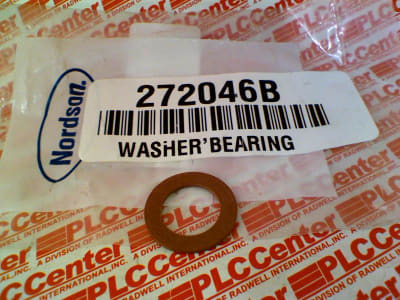 Nordson
272046B
WASHER'BEARING
PLCCenter
A DIVISION OF RADWELL INTERNATIONAL, INC.